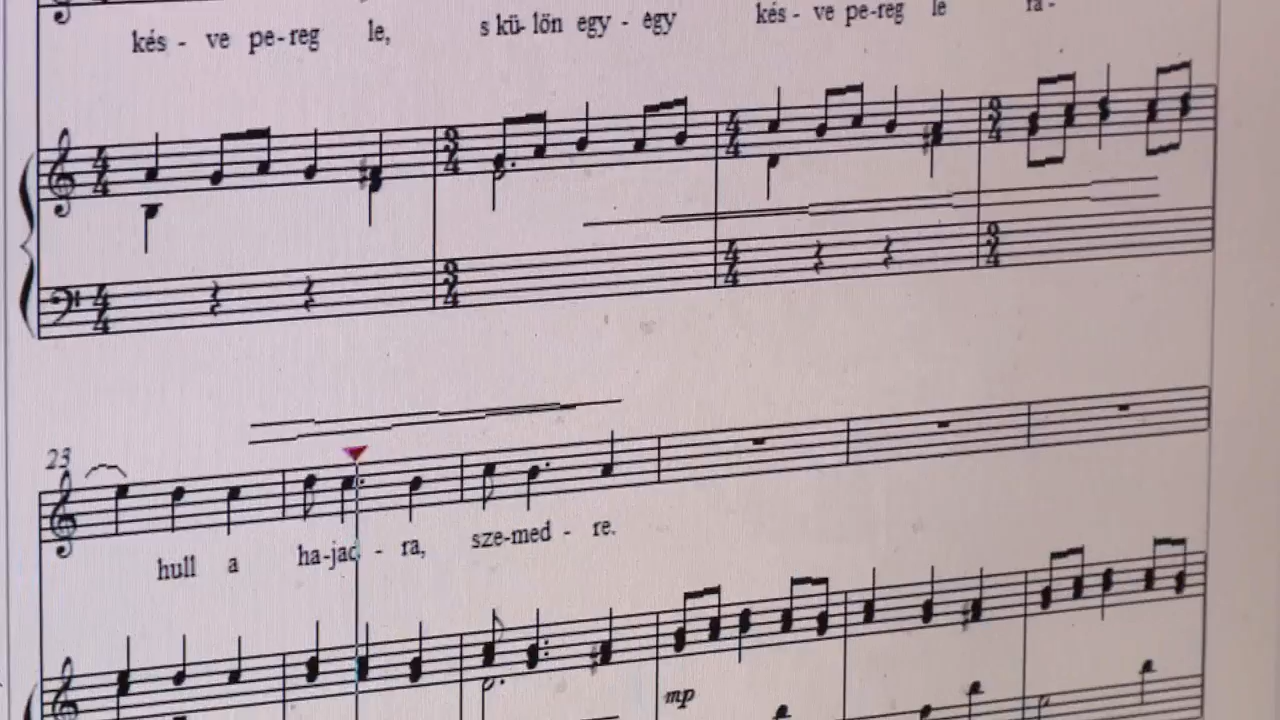 kés - ve pe-reg le, s kü- lön egy - egy kés - ve pe-reg le rá -
23
hull a ha-jad - ra, sze-med - re.
mp